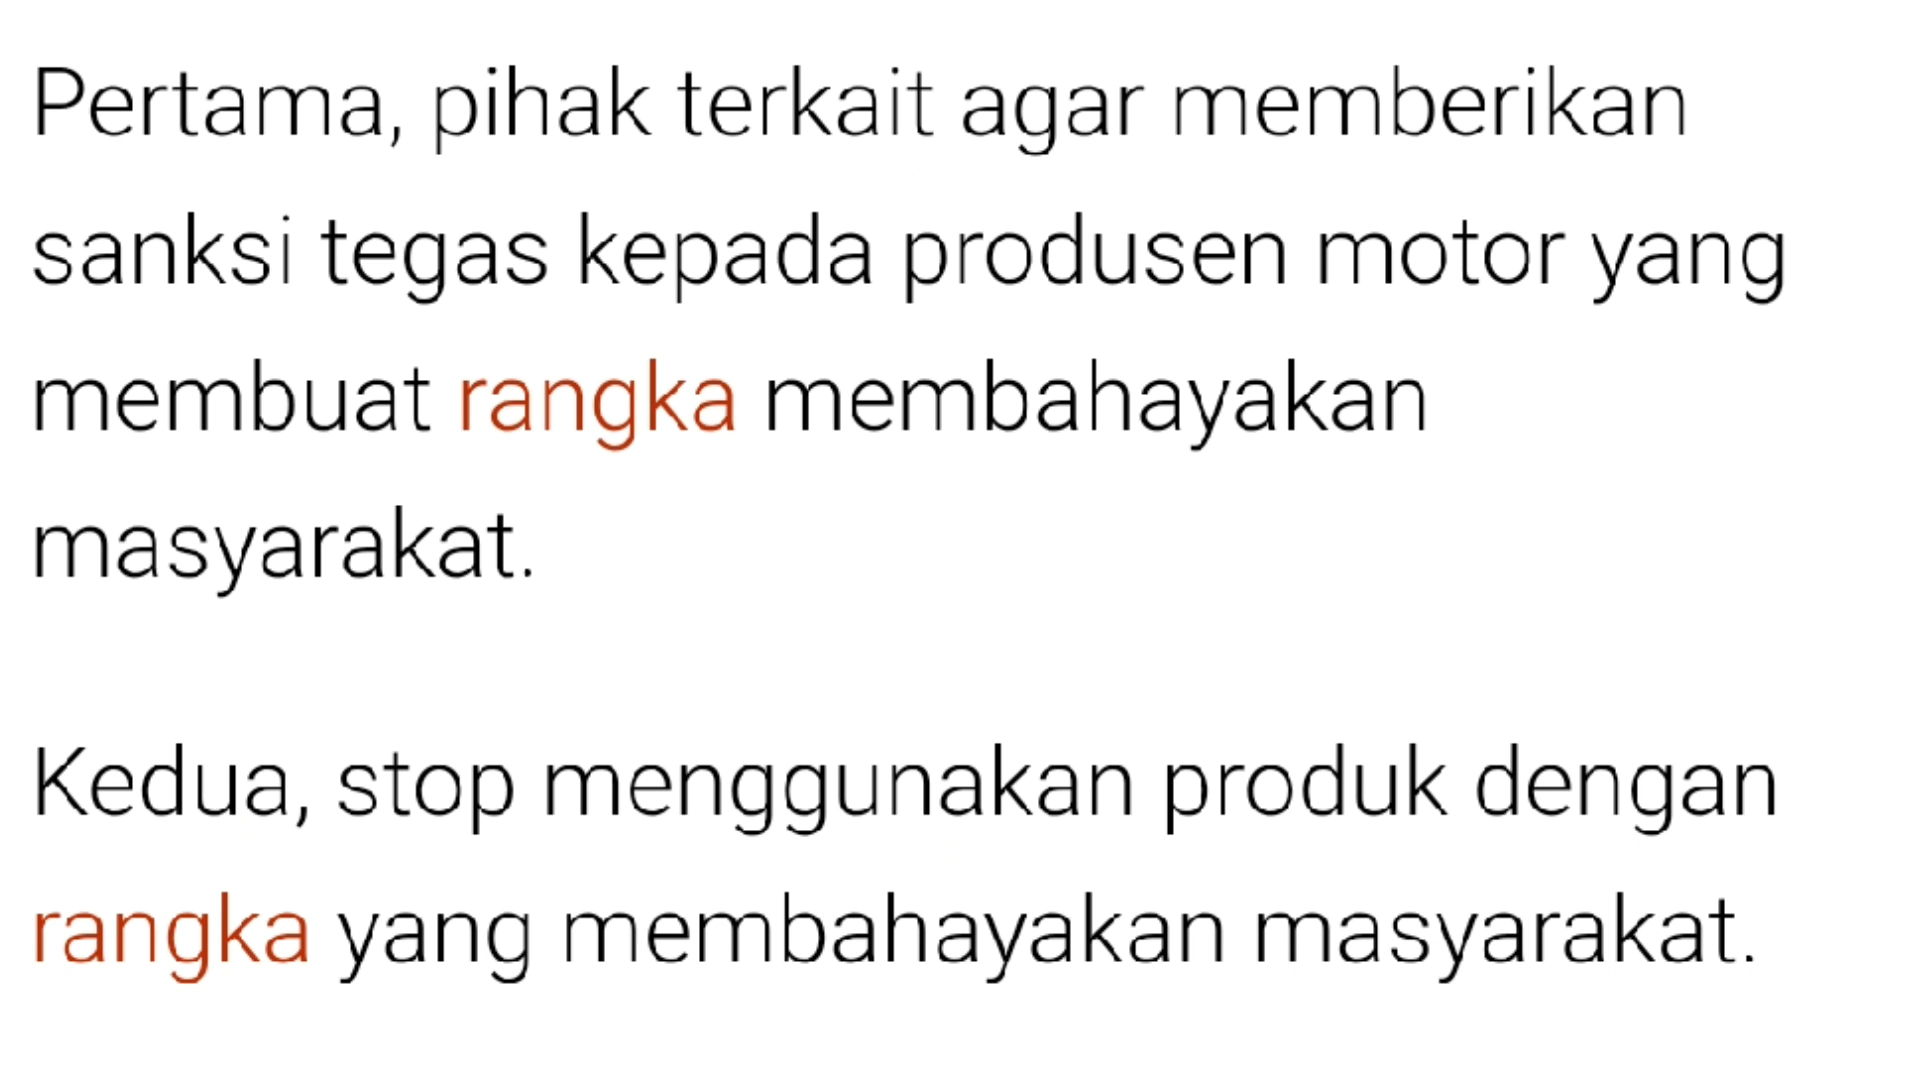 Pertama, pihak terkait agar memberikan
sanksi tegas kepada produsen motor yang
membuat rangka membahayakan
masyarakat.
Kedua, stop menggunakan produk dengan
rangka yang membahayakan masyarakat.